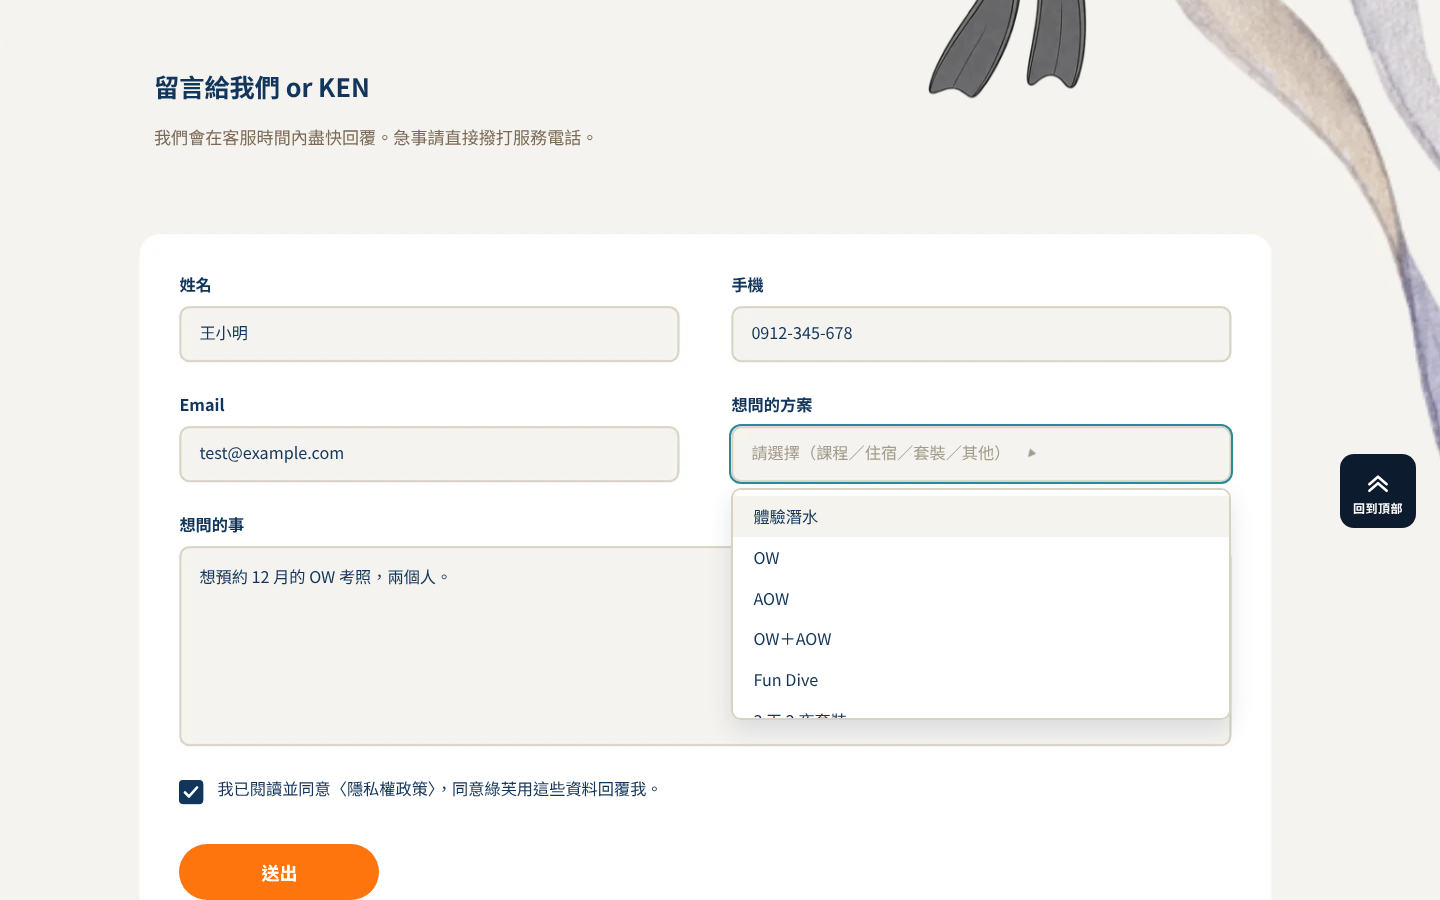 留言給我們 or KEN
我們會在客服時間內盡快回覆。急事請直接撥打服務電話。
姓名
手機
王小明
0912-345-678
Email
想問的方案
test@example.com
請選擇（課程／住宿／套裝／其他）
體驗潛水
OW
AOW
OW＋AOW
Fun Dive
想問的事
想預約 12 月的 OW 考照，兩個人。
我已閱讀並同意〈隱私權政策〉，同意綠芙用這些資料回覆我。
送出
回到頂部